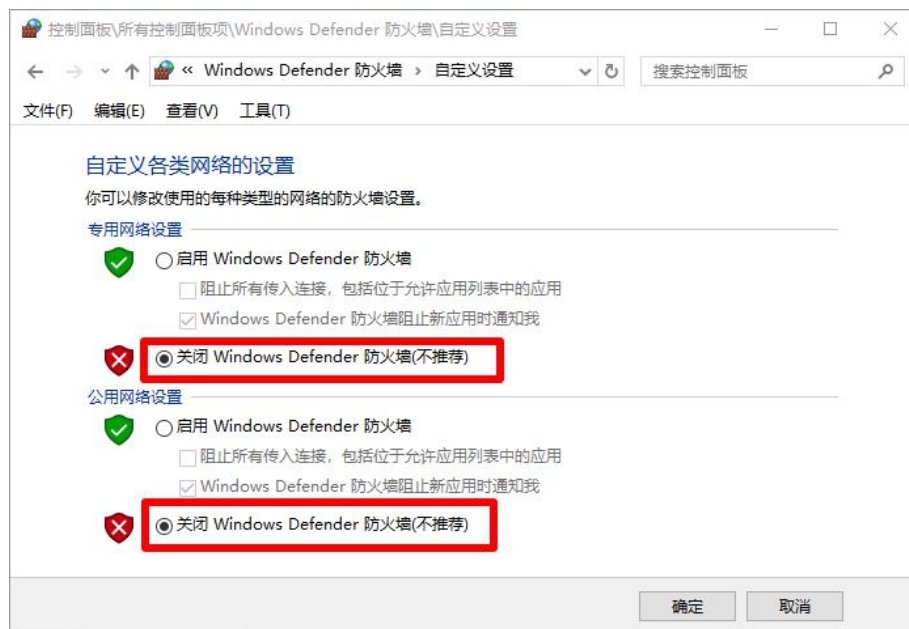 控制面板\所有控制面板项\Windows Defender 防火墙\自定义设置
« Windows Defender 防火墙 › 自定义设置
搜索控制面板
文件(F) 编辑(E) 查看(V) 工具(T)
自定义各类网络的设置
你可以修改使用的每种类型的网络的防火墙设置。
专用网络设置
启用 Windows Defender 防火墙
阻止所有传入连接，包括位于允许应用列表中的应用
Windows Defender 防火墙阻止新应用时通知我
关闭 Windows Defender 防火墙(不推荐)
公用网络设置
启用 Windows Defender 防火墙
阻止所有传入连接，包括位于允许应用列表中的应用
Windows Defender 防火墙阻止新应用时通知我
关闭 Windows Defender 防火墙(不推荐)
确定 取消